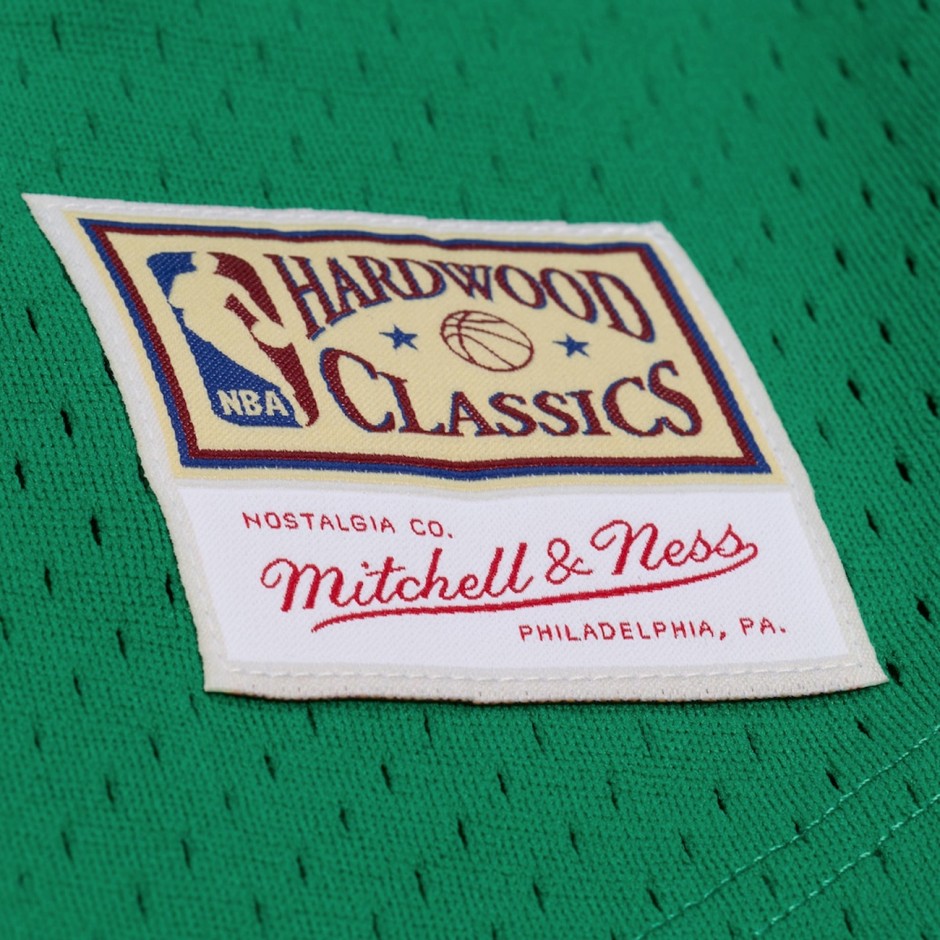 HARDWOOD
CLASSICS
NBA
NOSTALGIA CO.
Mitchell & Ness
PHILADELPHIA, PA.